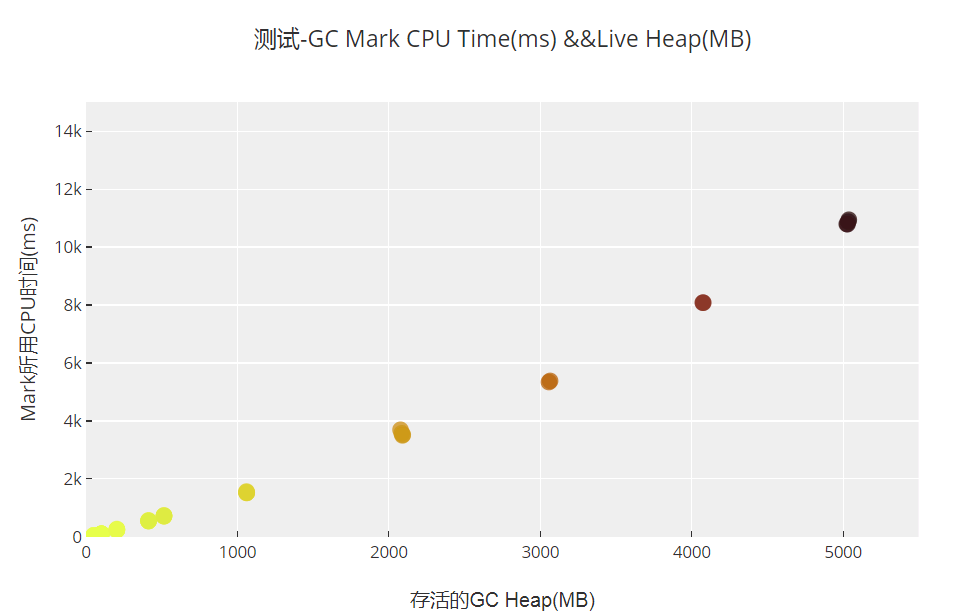 测试-GC Mark CPU Time(ms) &&Live Heap(MB)
Mark所用CPU时间(ms)
14k
12k
10k
8k
6k
4k
2k
0
0 1000 2000 3000 4000 5000
存活的GC Heap(MB)